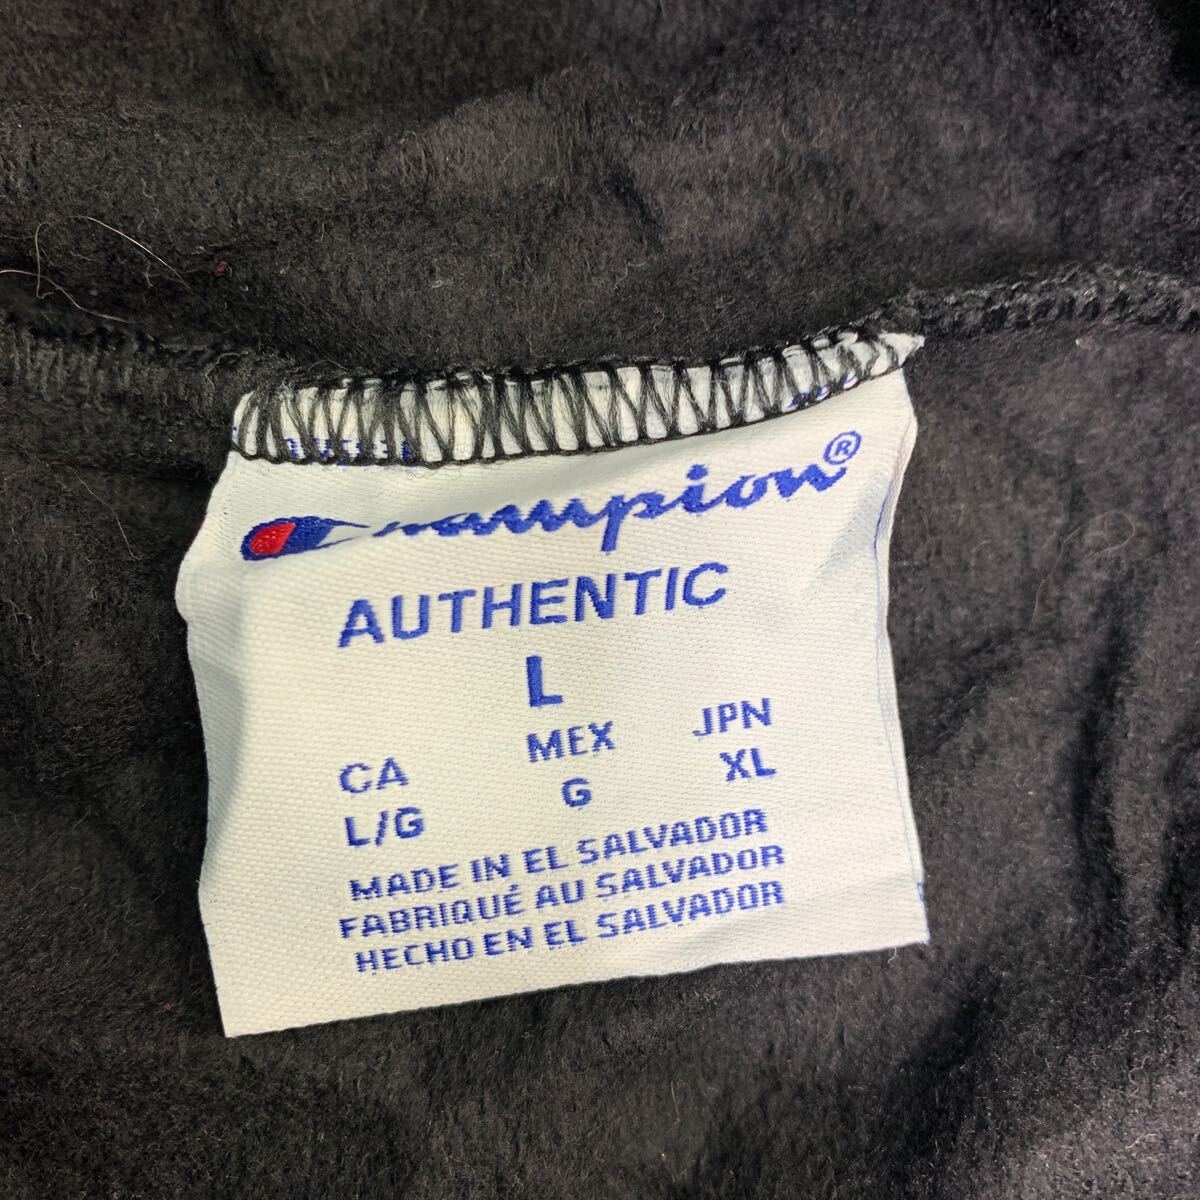 Champion®
AUTHENTIC
L
CA MEX JPN
L/G G XL
MADE IN EL SALVADOR
FABRIQUÉ AU SALVADOR
HECHO EN EL SALVADOR